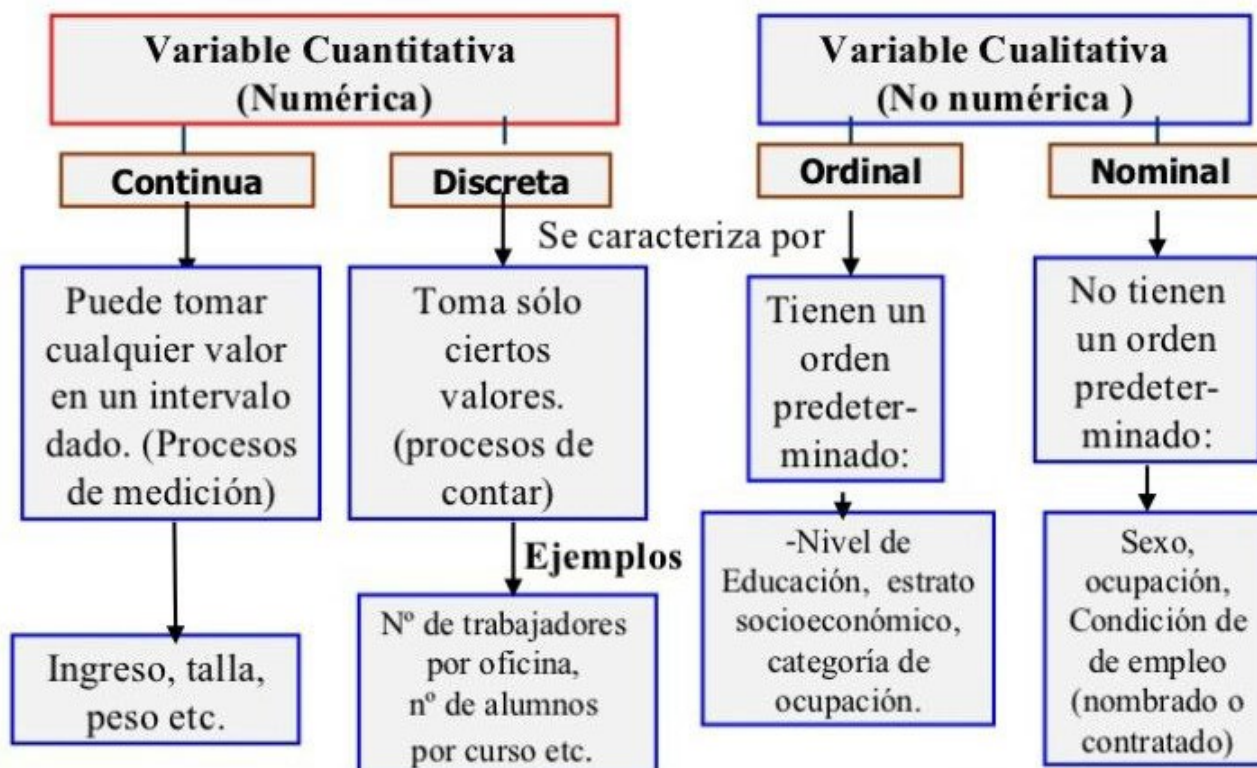 Variable Cuantitativa
(Numérica)
Variable Cualitativa
(No numérica )
Continua
Discreta
Ordinal
Nominal
Se caracteriza por
Puede tomar
cualquier valor
en un intervalo
dado. (Procesos
de medición)
Toma sólo
ciertos
valores.
(procesos de
contar)
Tienen un
orden
predeter-
minado:
No tienen
un orden
predeter-
minado:
Ejemplos
Ingreso, talla,
peso etc.
Nº de trabajadores
por oficina,
nº de alumnos
por curso etc.
-Nivel de
Educación, estrato
socioeconómico,
categoría de
ocupación.
Sexo,
ocupación,
Condición de
de empleo
(nombrado o
contratado)